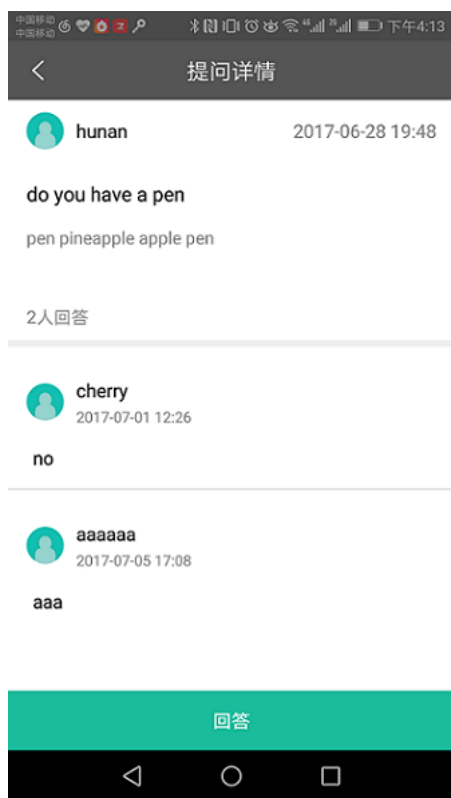 中国移动
中国移动
下午4:13
提问详情
hunan 2017-06-28 19:48
do you have a pen
pen pineapple apple pen
2人回答
cherry
2017-07-01 12:26
no
aaaaaa
2017-07-05 17:08
aaa
回答